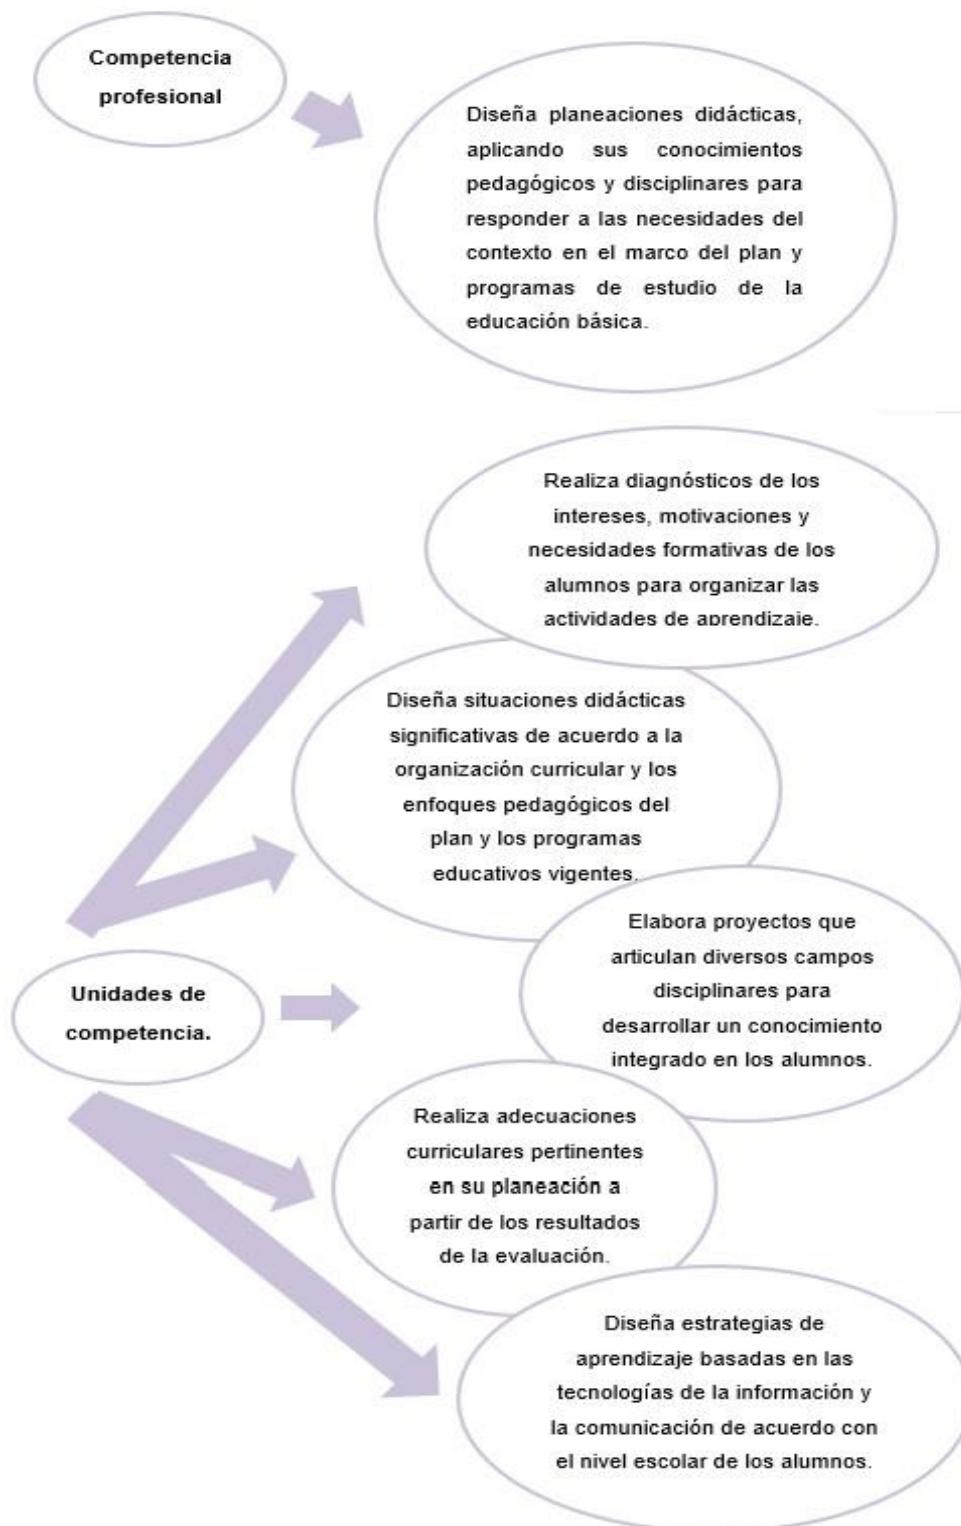 Competencia
profesional
Diseña planeaciones didácticas,
aplicando sus conocimientos
pedagógicos y disciplinares para
responder a las necesidades del
contexto en el marco del plan y
programas de estudio de la
educación básica.
Realiza diagnósticos de los
intereses, motivaciones y
necesidades formativas de los
alumnos para organizar las
actividades de aprendizaje.
Diseña situaciones didácticas
significativas de acuerdo a la
organización curricular y los
enfoques pedagógicos del
plan y los programas
educativos vigentes.
Elabora proyectos que
articulan diversos campos
disciplinares para
desarrollar un conocimiento
integrado en los alumnos.
Unidades de
competencia.
Realiza adecuaciones
curriculares pertinentes
en su planeación a
partir de los resultados
de la evaluación.
Diseña estrategias de
aprendizaje basadas en las
tecnologías de la información y
la comunicación de acuerdo con
el nivel escolar de los alumnos.